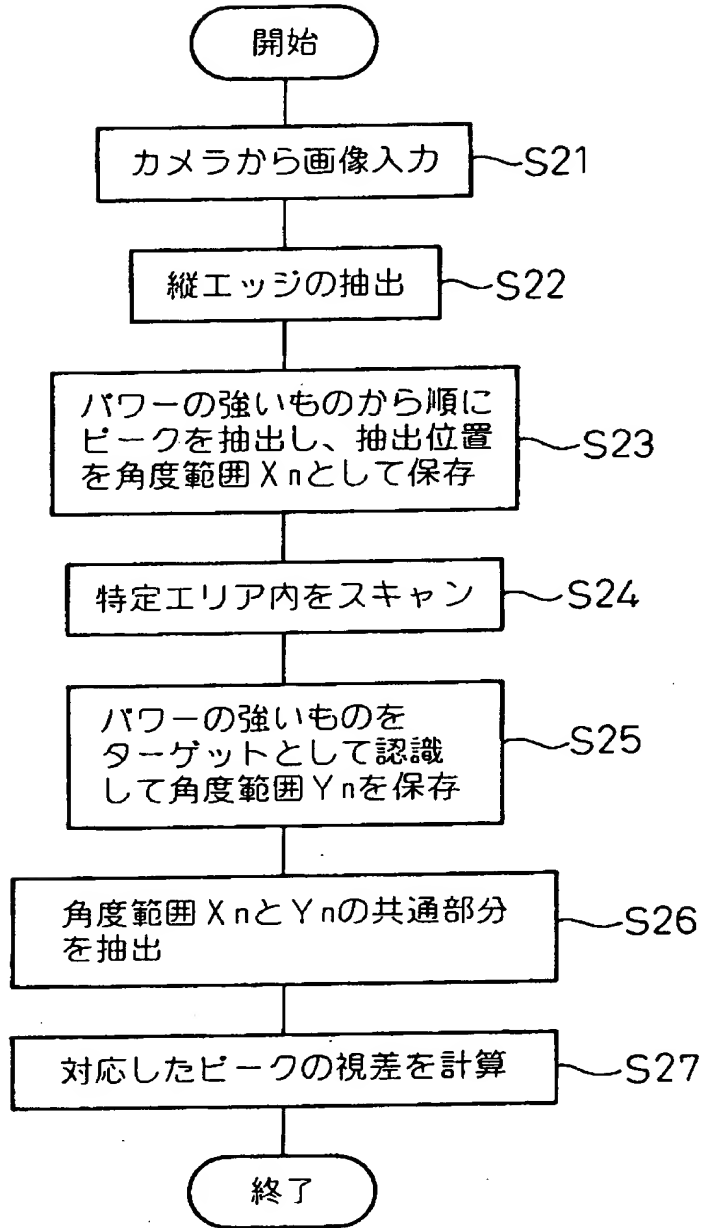 開始
カメラから画像入力
S21
縦エッジの抽出
S22
パワーの強いものから順に
ピークを抽出し、抽出位置
を角度範囲Xnとして保存
S23
特定エリア内をスキャン
S24
パワーの強いものを
ターゲットとして認識
して角度範囲Ynを保存
S25
角度範囲XnとYnの共通部分
を抽出
S26
対応したピークの視差を計算
S27
終了